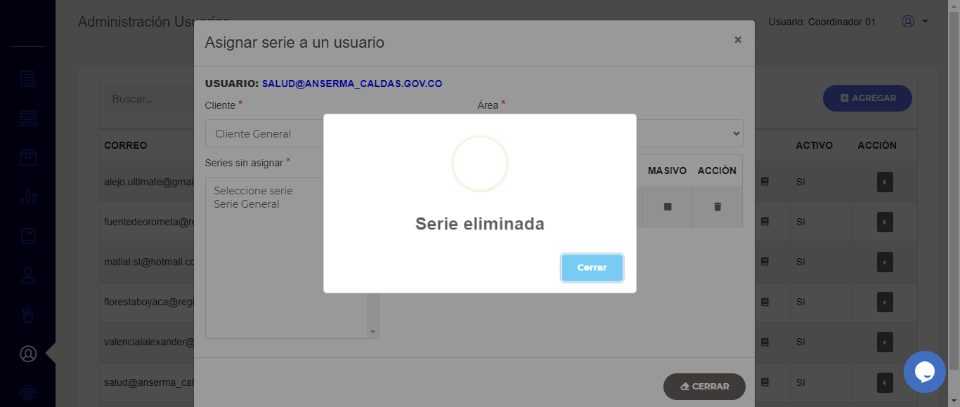 Administración Usuarios
Usuario: Coordinador 01
Asignar serie a un usuario
×
USUARIO: SALUD@ANSERMA_CALDAS.GOV.CO
Cliente *
Área *
Buscar...
AGREGAR
Cliente General
CORREO
ACTIVO
ACCIÓN
Series sin asignar *
MASIVO
ACCIÓN
Seleccione serie
Serie General
alejo.ultimate@gmai
Si
fuentedeorometa@re
Si
Serie eliminada
matial.st@hotmail.co
Si
Cerrar
florestaboyaca@regi
Si
valencialalexander@
Si
salud@anserma_cal
Si
CERRAR